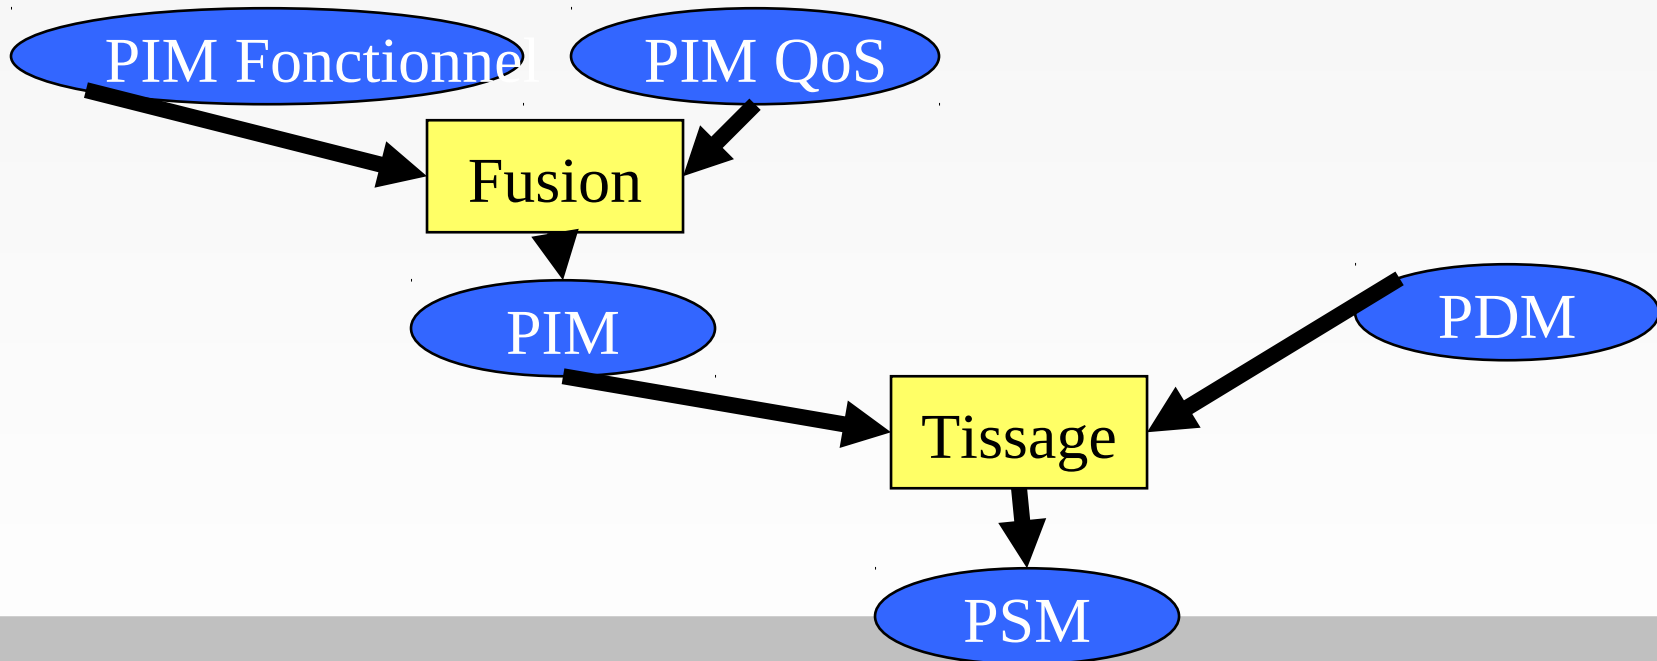 PIM Fonctionnel
PIM QoS
Fusion
PIM
PDM
Tissage
PSM